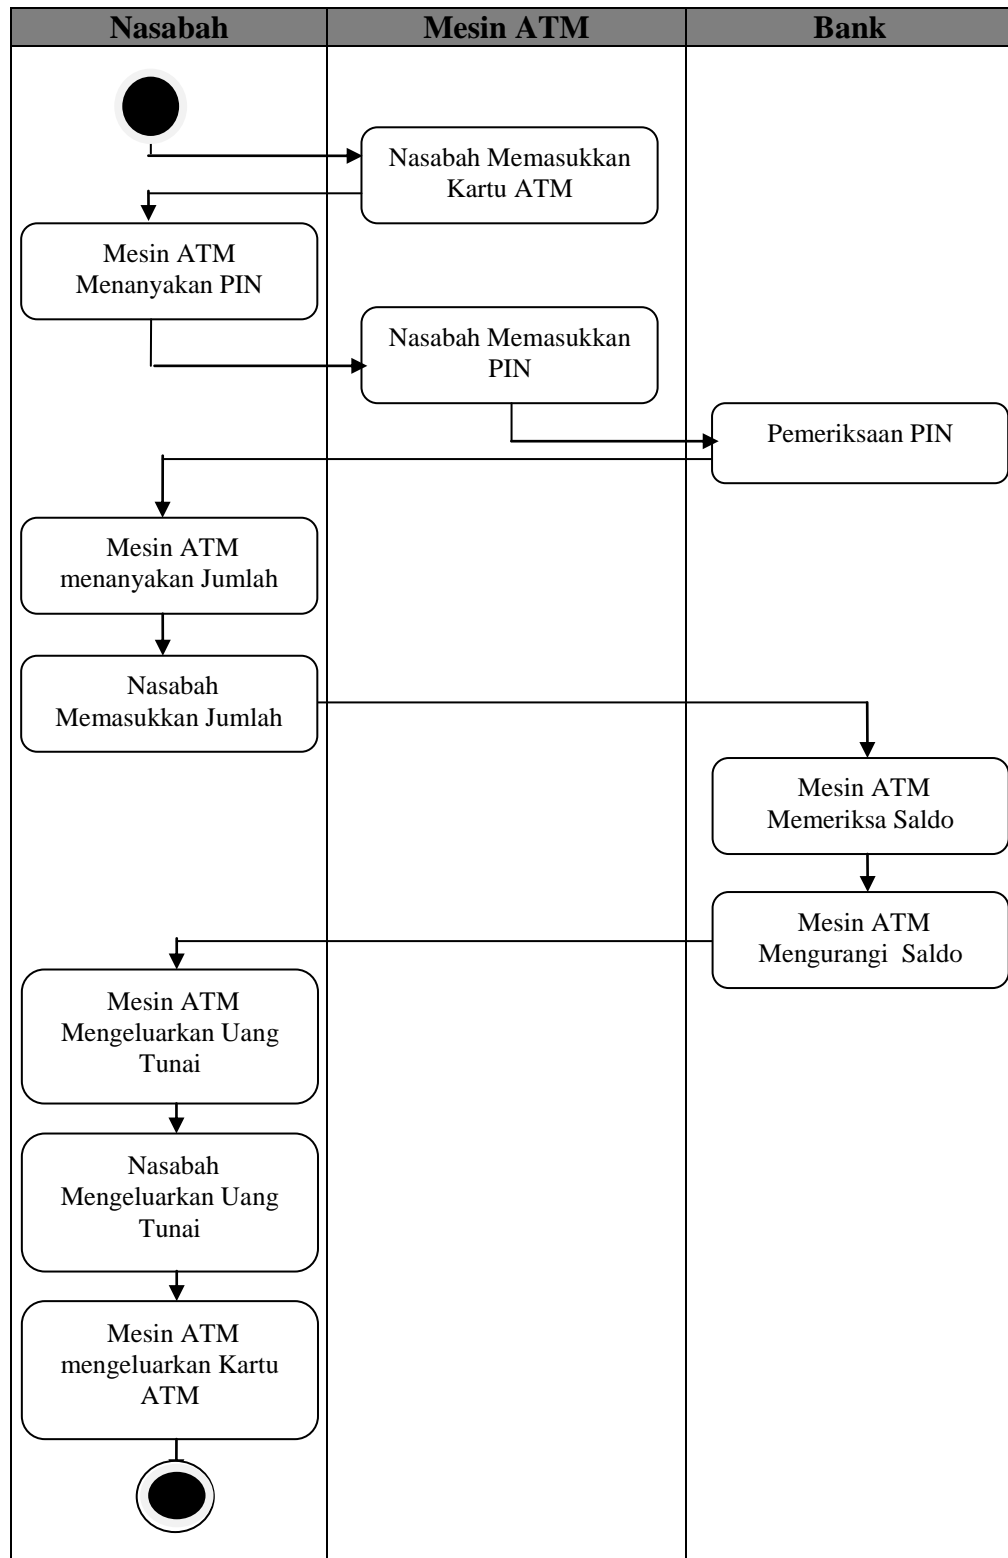 Nasabah
Mesin ATM
Bank
Nasabah Memasukkan
Kartu ATM
Mesin ATM
Menanyakan PIN
Nasabah Memasukkan
PIN
Pemeriksaan PIN
Mesin ATM
menanyakan Jumlah
Nasabah
Memasukkan Jumlah
Mesin ATM
Memeriksa Saldo
Mesin ATM
Mengurangi  Saldo
Mesin ATM
Mengeluarkan Uang
Tunai
Nasabah
Mengeluarkan Uang
Tunai
Mesin ATM
mengeluarkan Kartu
ATM